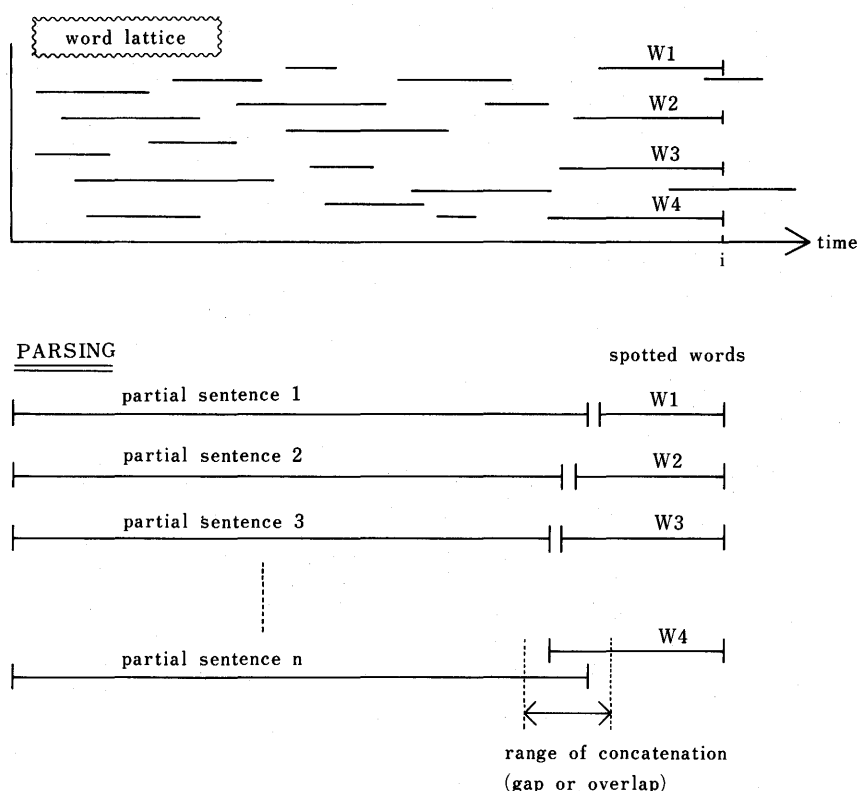 word lattice
W1
W2
W3
W4
time
i
PARSING
spotted words
partial sentence 1
W1
partial sentence 2
W2
partial sentence 3
W3
W4
partial sentence n
range of concatenation
(gap or overlap)